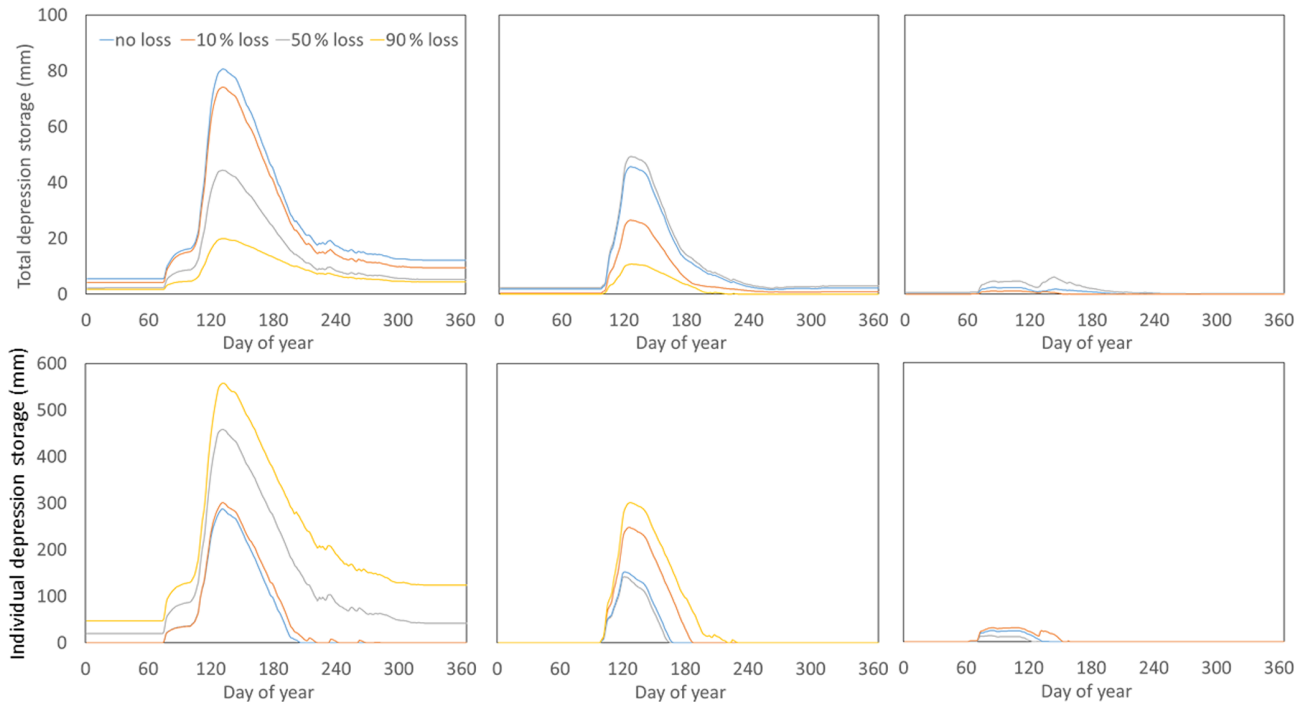 Total depression storage (mm)
100
80
60
40
20
0
no loss 10 % loss 50 % loss 90 % loss
0 60 120 180 240 300 360
Day of year
0 60 120 180 240 300 360
Day of year
0 60 120 180 240 300 360
Day of year
Individual depression storage (mm)
600
500
400
300
200
100
0
0 60 120 180 240 300 360
Day of year
0 60 120 180 240 300 360
Day of year
0 60 120 180 240 300 360
Day of year